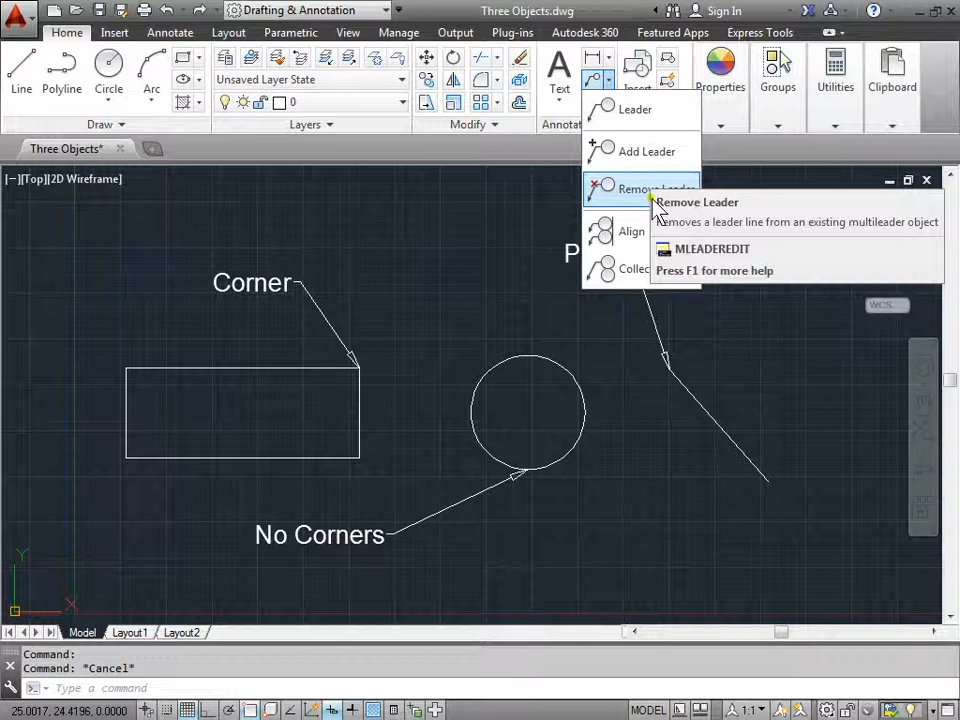 Drafting & Annotation
Three Objects.dwg
Sign In
Home Insert Annotate Layout Parametric View Manage Output Plug-ins Autodesk 360 Featured Apps Express Tools
Line Polyline Circle Arc
Unsaved Layer State
0
Text
Properties Groups Utilities Clipboard
Draw Layers Modify
Leader
Three Objects*
Add Leader
[−][Top][2D Wireframe]
Remove Leader
Remove Leader
Removes a leader line from an existing multileader object
Align
MLEADEREDIT
Press F1 for more help
Corner
WCS
No Corners
Y
X
Model Layout1 Layout2
Command:
Command: *Cancel*
Type a command
25.0017, 24.4196, 0.0000
MODEL
1:1